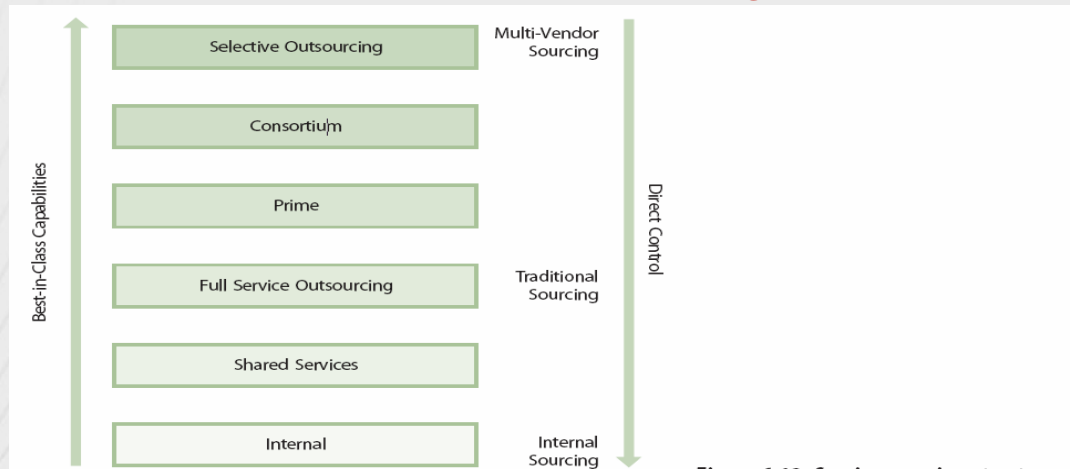 Selective Outsourcing
Multi-Vendor
Sourcing
Consortium
Prime
Full Service Outsourcing
Traditional
Sourcing
Shared Services
Internal
Internal
Sourcing
Best-in-Class Capabilities
Direct Control